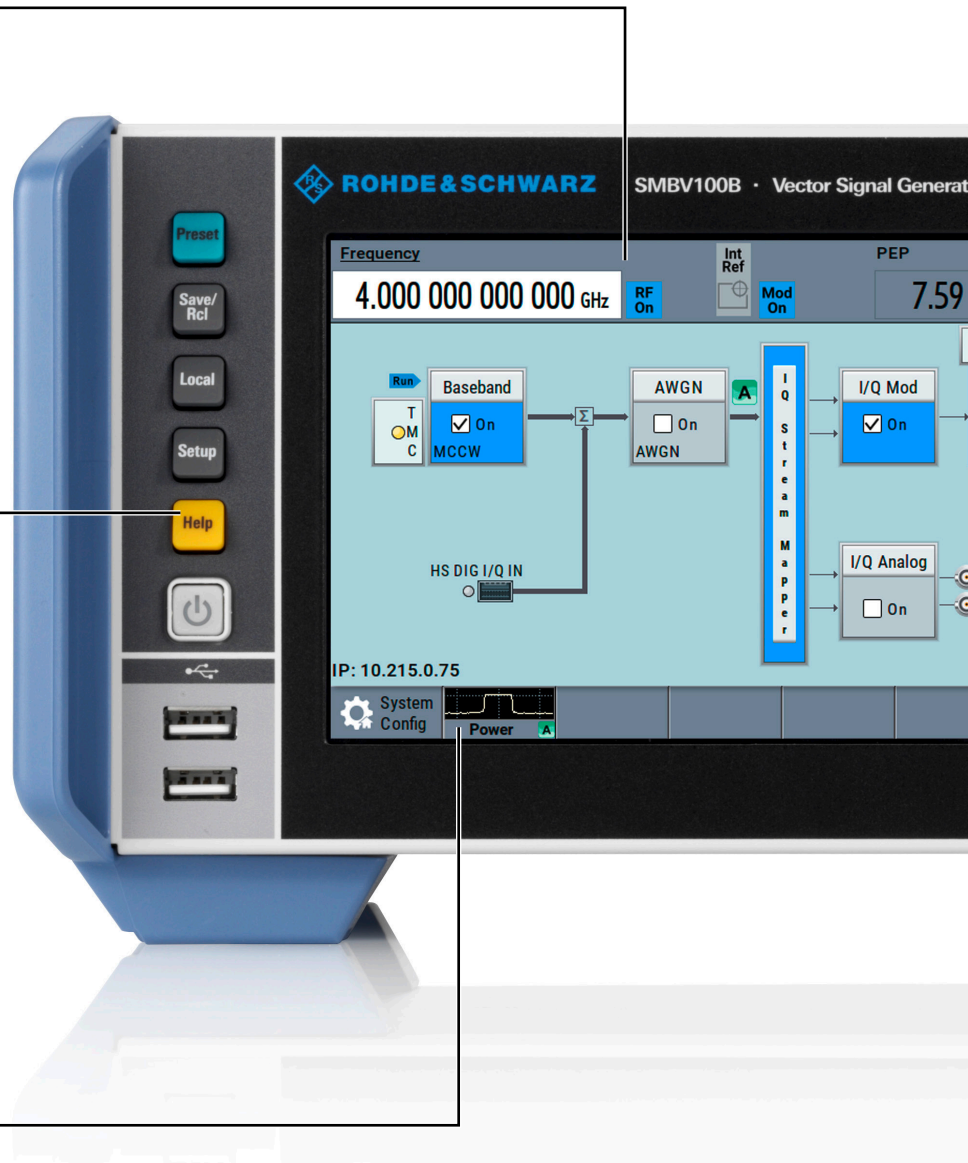 R&S
ROHDE&SCHWARZ
SMBV100B · Vector Signal Generat
Preset
Save/
Rcl
Local
Setup
Help
Frequency
4.000 000 000 000 GHz
RF
On
Int
Ref
Mod
On
PEP
7.59
Run
T
M
C
Baseband
On
MCCW
Σ
AWGN
On
AWGN
A
I
Q
S
t
r
e
a
m
M
a
p
p
e
r
I/Q Mod
On
HS DIG I/Q IN
I/Q Analog
On
IP: 10.215.0.75
System
Config
Power
A